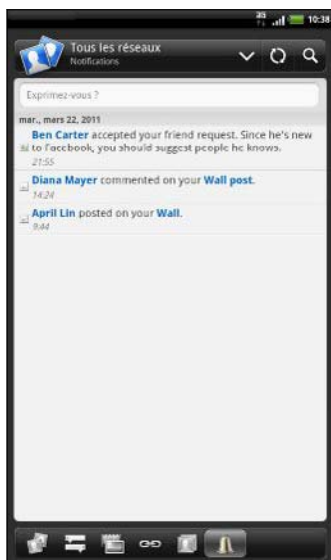 3G 10:38
Tous les réseaux
Notifications
Exprimez-vous ?
mar., mars 22, 2011
Ben Carter accepted your friend request. Since he's new
to Facebook, you should suggest people he knows.
21:55
Diana Mayer commented on your Wall post.
14:24
April Lin posted on your Wall.
9:44